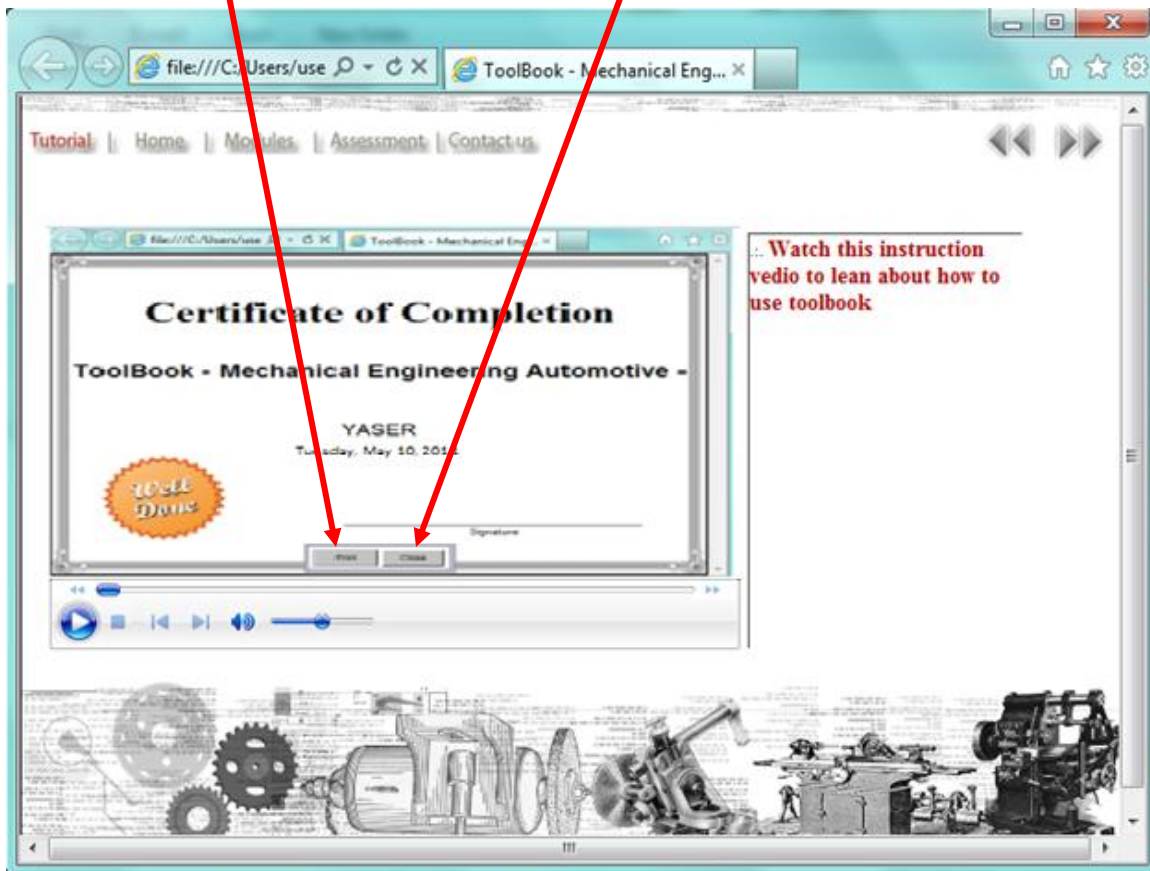 file:///C:/Users/use
ToolBook - Mechanical Eng...
Tutorial | Home | Modules | Assessment | Contact us
file:///C:/Users/use
ToolBook - Mechanical Eng...
.:. Watch this instruction
vedio to lean about how to
use toolbook
Certificate of Completion
ToolBook - Mechanical Engineering Automotive -
YASER
Tuesday, May 10,
Well
Done
Signature
Print Close